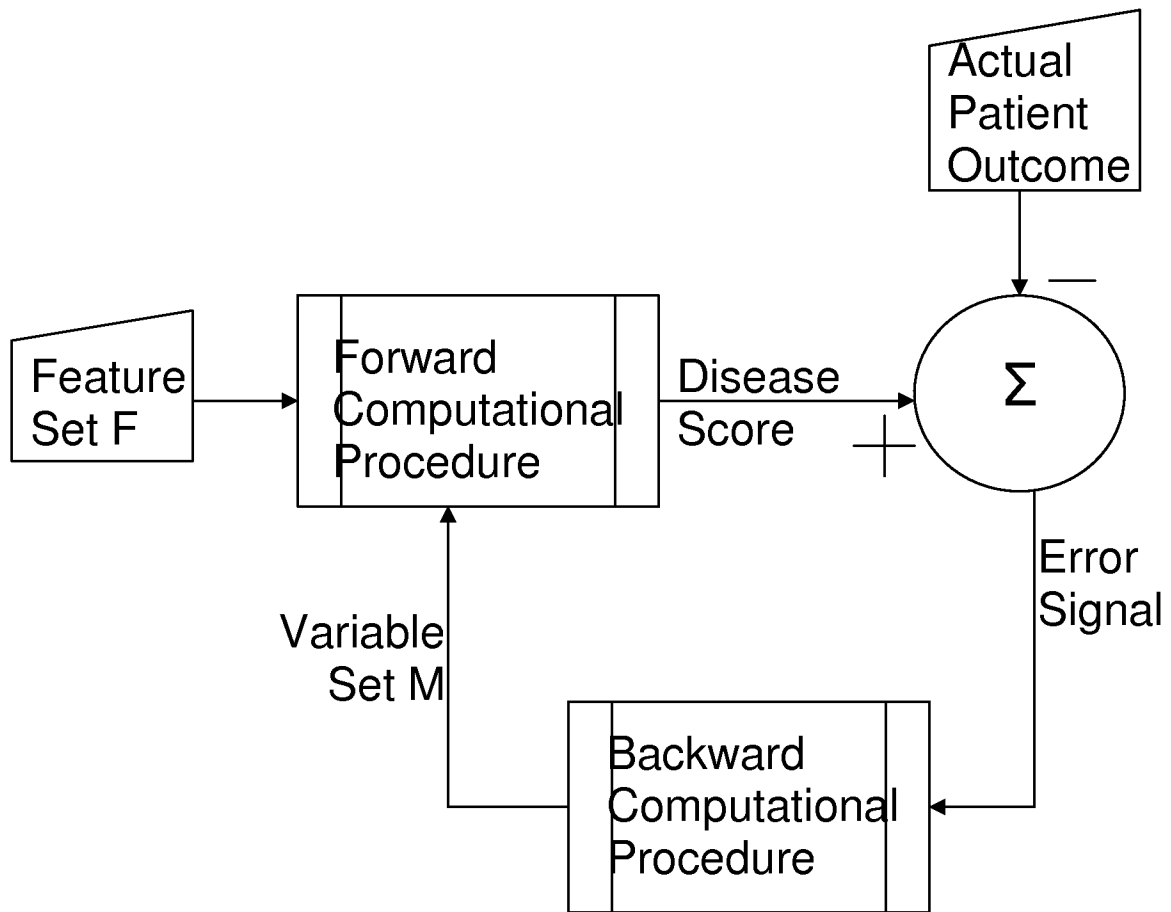 Actual
Patient
Outcome
Feature
Set F
Forward
Computational
Procedure
Disease
Score
Σ
Error
Signal
Variable
Set M
Backward
Computational
Procedure